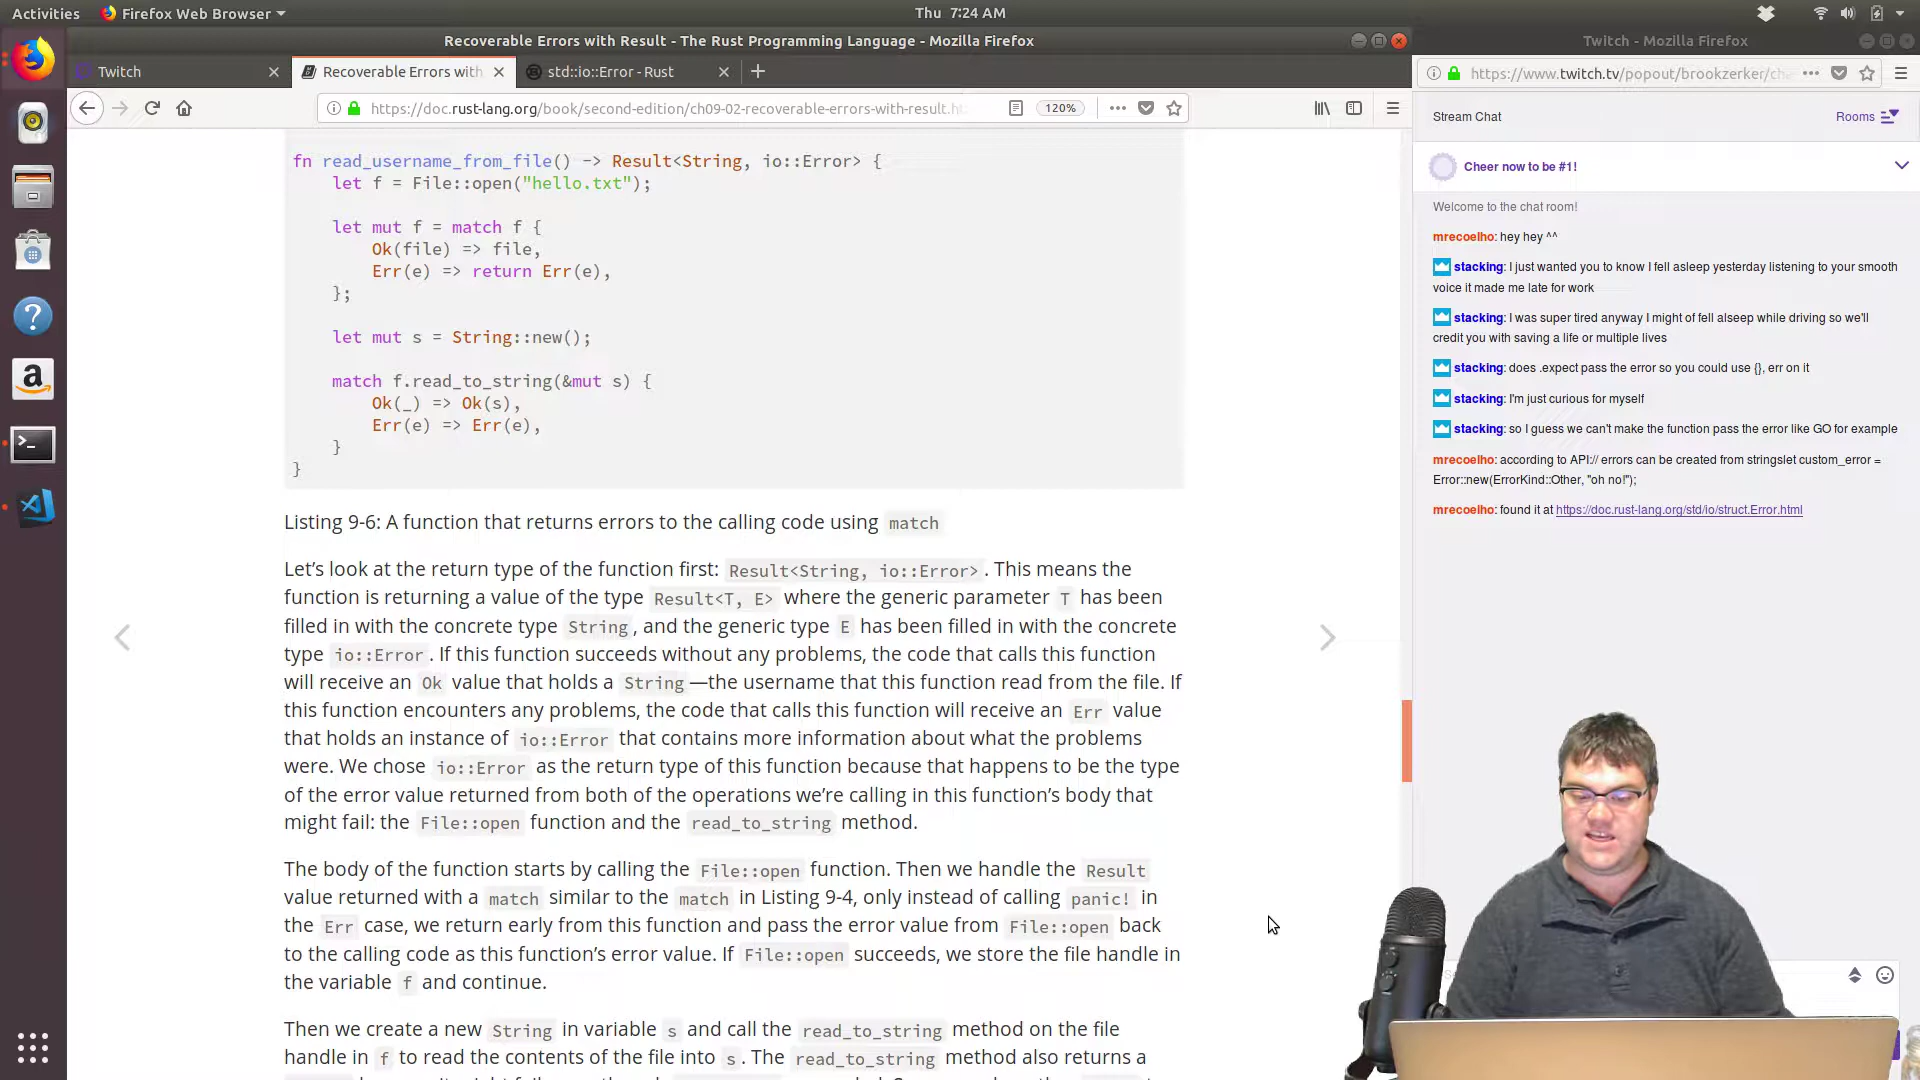 Activities
Firefox Web Browser
Thu 7:24 AM
Recoverable Errors with Result - The Rust Programming Language - Mozilla Firefox
Twitch - Mozilla Firefox
Twitch
Recoverable Errors with
std::io::Error - Rust
https://doc.rust-lang.org/book/second-edition/ch09-02-recoverable-errors-with-result.h
120%
https://www.twitch.tv/popout/brookzerker/ch
fn read_username_from_file() -> Result<String, io::Error> {
let f = File::open("hello.txt");
let mut f = match f {
Ok(file) => file,
Err(e) => return Err(e),
};
let mut s = String::new();
match f.read_to_string(&mut s) {
Ok(_) => Ok(s),
Err(e) => Err(e),
}
}
Listing 9-6: A function that returns errors to the calling code using match
Let's look at the return type of the function first: Result<String, io::Error>. This means the
function is returning a value of the type Result<T, E> where the generic parameter T has been
filled in with the concrete type String, and the generic type E has been filled in with the concrete
type io::Error. If this function succeeds without any problems, the code that calls this function
will receive an Ok value that holds a String—the username that this function read from the file. If
this function encounters any problems, the code that calls this function will receive an Err value
that holds an instance of io::Error that contains more information about what the problems
were. We chose io::Error as the return type of this function because that happens to be the type
of the error value returned from both of the operations we're calling in this function's body that
might fail: the File::open function and the read_to_string method.
The body of the function starts by calling the File::open function. Then we handle the Result
value returned with a match similar to the match in Listing 9-4, only instead of calling panic! in
the Err case, we return early from this function and pass the error value from File::open back
to the calling code as this function's error value. If File::open succeeds, we store the file handle in
the variable f and continue.
Then we create a new String in variable s and call the read_to_string method on the file
handle in f to read the contents of the file into s. The read_to_string method also returns a
Stream Chat
Rooms
Cheer now to be #1!
Welcome to the chat room!
mrecoelho: hey hey ^^
stacking: I just wanted you to know I fell asleep yesterday listening to your smooth
voice it made me late for work
stacking: I was super tired anyway I might of fell alseep while driving so we'll
credit you with saving a life or multiple lives
stacking: does .expect pass the error so you could use {}, err on it
stacking: I'm just curious for myself
stacking: so I guess we can't make the function pass the error like GO for example
mrecoelho: according to API:// errors can be created from stringslet custom_error =
Error::new(ErrorKind::Other, "oh no!");
mrecoelho: found it at https://doc.rust-lang.org/std/io/struct.Error.html